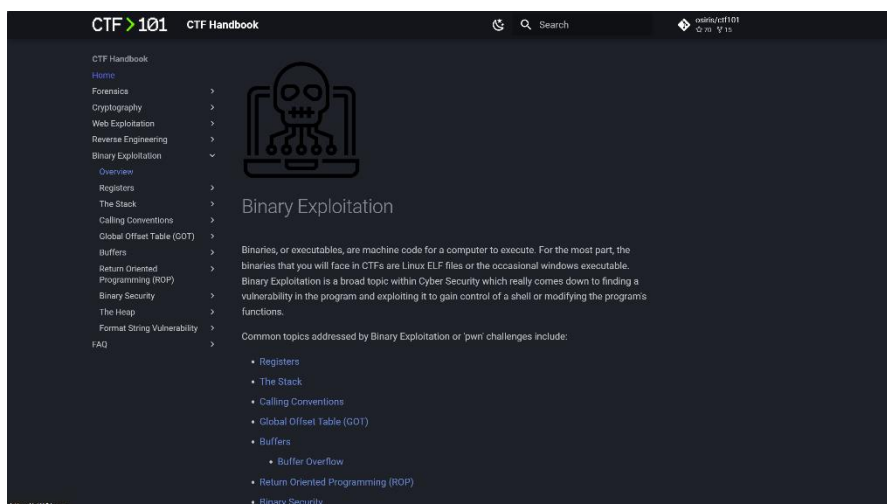 CTF>101 CTF Handbook
Search
osiris/ctf101
70 15
CTF Handbook
Home
Forensics
Cryptography
Web Exploitation
Reverse Engineering
Binary Exploitation
Overview
Registers
The Stack
Calling Conventions
Global Offset Table (GOT)
Buffers
Return Oriented
Programming (ROP)
Binary Security
The Heap
Format String Vulnerability
FAQ
Binary Exploitation
Binaries, or executables, are machine code for a computer to execute. For the most part, the
binaries that you will face in CTFs are Linux ELF files or the occasional windows executable.
Binary Exploitation is a broad topic within Cyber Security which really comes down to finding a
vulnerability in the program and exploiting it to gain control of a shell or modifying the program's
functions.
Common topics addressed by Binary Exploitation or 'pwn' challenges include:
• Registers
• The Stack
• Calling Conventions
• Global Offset Table (GOT)
• Buffers
• Buffer Overflow
• Return Oriented Programming (ROP)
• Binary Security